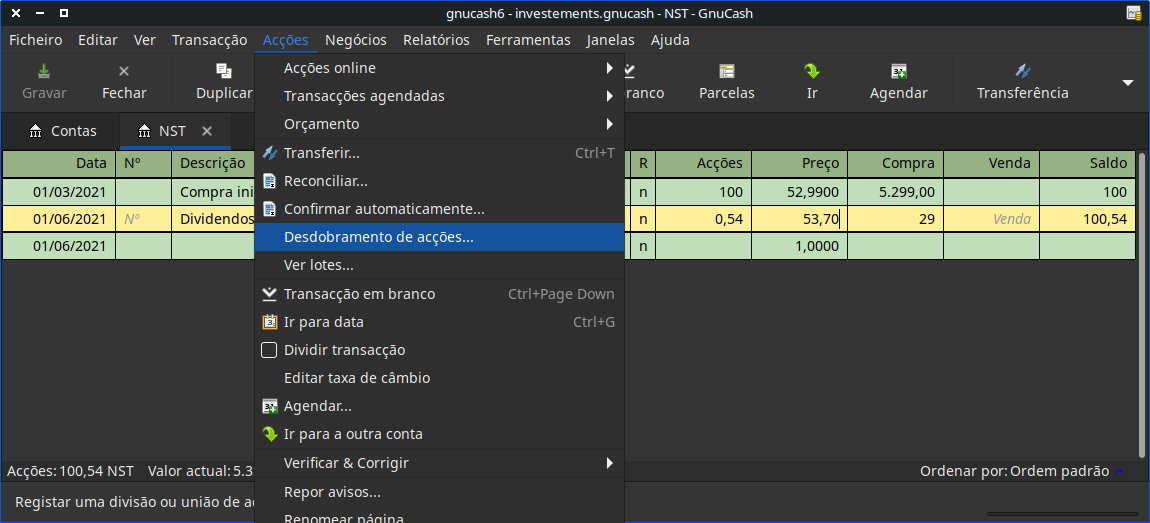 gnucash6 - investements.gnucash - NST - GnuCash
Ficheiro Editar Ver Transacção Acções Negócios Relatórios Ferramentas Janelas Ajuda
Gravar Fechar Duplicar Parcelas Ir Agendar Transferência
Contas NST
Data Nº Descrição R Acções Preço Compra Venda Saldo
01/03/2021 Compra ini n 100 52,9900 5.299,00 100
01/06/2021 Nº Dividendos n 0,54 53,70 29 Venda 100,54
01/06/2021 n 1,0000
Acções online
Transacções agendadas
Orçamento
Transferir... Ctrl+T
Reconciliar...
Confirmar automaticamente...
Desdobramento de acções...
Ver lotes...
Transacção em branco Ctrl+Page Down
Ir para data Ctrl+G
Dividir transacção
Editar taxa de câmbio
Agendar...
Ir para a outra conta
Verificar & Corrigir
Repor avisos...
Renomear página
Acções: 100,54 NST Valor actual: 5.3 Ordenar por: Ordem padrão
Registar uma divisão ou união de a